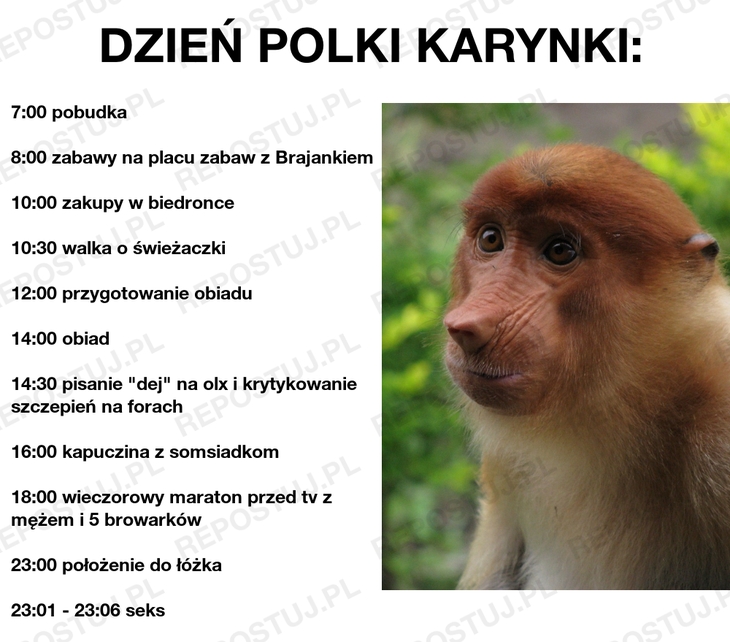 DZIEŃ POLKI KARYNKI:
7:00 pobudka
8:00 zabawy na placu zabaw z Brajankiem
10:00 zakupy w biedronce
10:30 walka o świeżaczki
12:00 przygotowanie obiadu
14:00 obiad
14:30 pisanie "dej" na olx i krytykowanie
szczepień na forach
16:00 kapuczina z somsiadkom
18:00 wieczorowy maraton przed tv z
mężem i 5 browarków
23:00 położenie do łóżka
23:01 - 23:06 seks
REPOSTUJ.PL